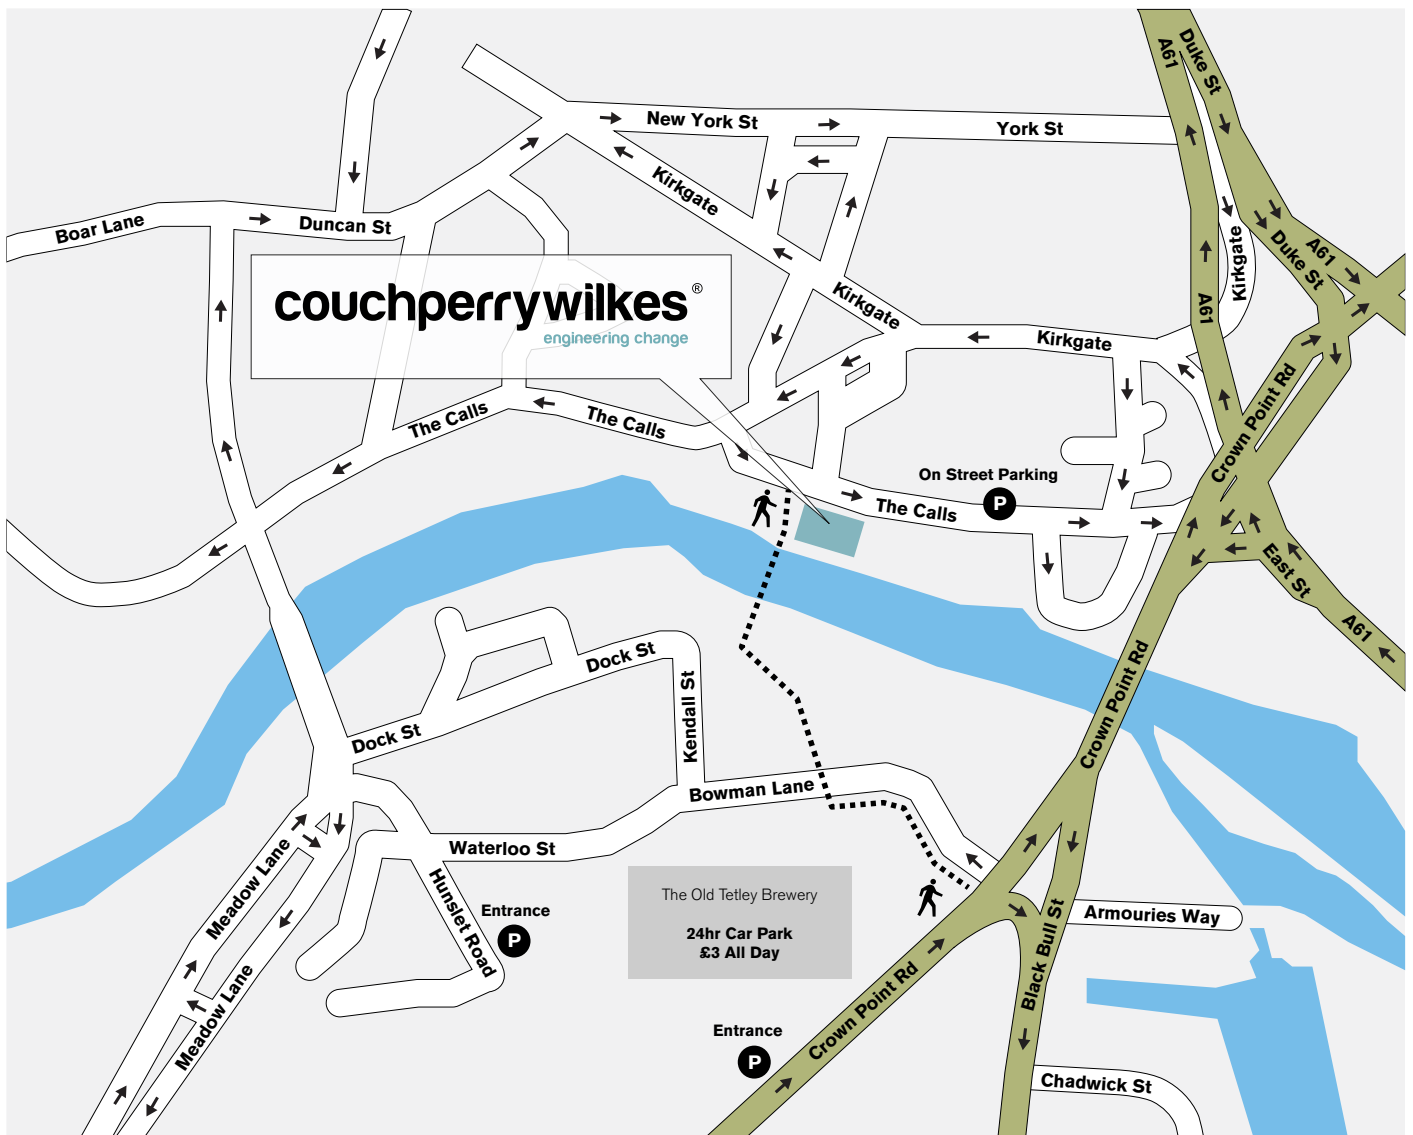 A61
Duke St
New York St
York St
Kirkgate
Boar Lane
Duncan St
A61
Duke St
Kirkgate
couchperrywilkes®
engineering change
Kirkgate
A61
Kirkgate
The Calls
The Calls
Crown Point Rd
On Street Parking
P
The Calls
East St
A61
Dock St
Dock St
Kendall St
Crown Point Rd
Bowman Lane
Waterloo St
Meadow Lane
Hunslet Road
Entrance
P
The Old Tetley Brewery
24hr Car Park
£3 All Day
Armouries Way
Black Bull St
Crown Point Rd
Meadow Lane
Entrance
P
Chadwick St